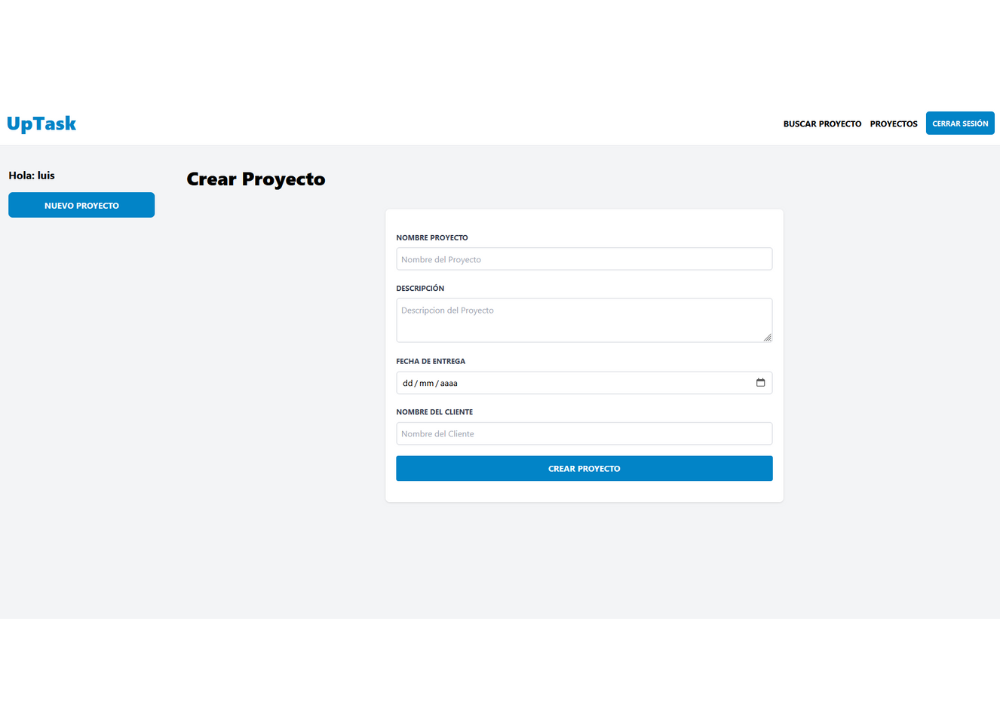 UpTask
BUSCAR PROYECTO PROYECTOS CERRAR SESIÓN
Hola: luis
NUEVO PROYECTO
Crear Proyecto
NOMBRE PROYECTO
Nombre del Proyecto
DESCRIPCIÓN
Descripcion del Proyecto
FECHA DE ENTREGA
dd/mm/aaaa
NOMBRE DEL CLIENTE
Nombre del Cliente
CREAR PROYECTO